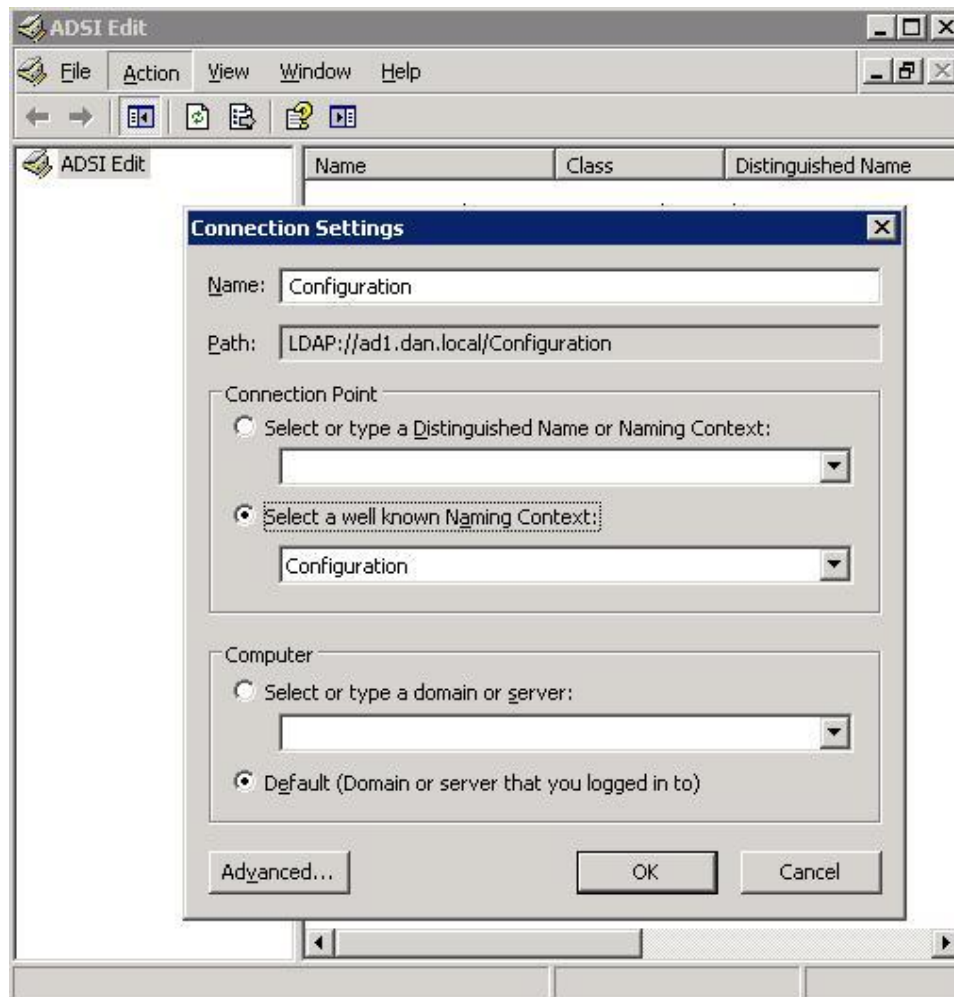 ADSI Edit
File Action View Window Help
ADSI Edit
Name Class Distinguished Name
Connection Settings
Name: Configuration
Path: LDAP://ad1.dan.local/Configuration
Connection Point
Select or type a Distinguished Name or Naming Context:
Select a well known Naming Context:
Configuration
Computer
Select or type a domain or server:
Default (Domain or server that you logged in to)
Advanced... OK Cancel